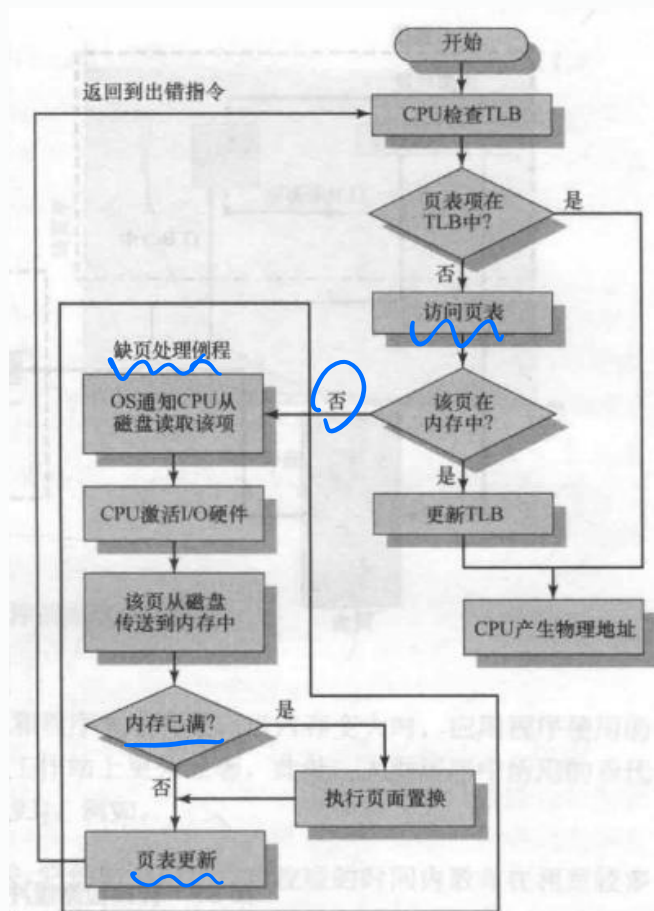 开始
返回到出错指令
CPU检查TLB
页表项在
TLB中?
是
否
访问页表
缺页处理例程
OS通知CPU从
磁盘读取该项
否
该页在
内存中?
是
CPU激活I/O硬件
更新TLB
该页从磁盘
传送到内存中
CPU产生物理地址
内存已满?
是
否
执行页面置换
页表更新